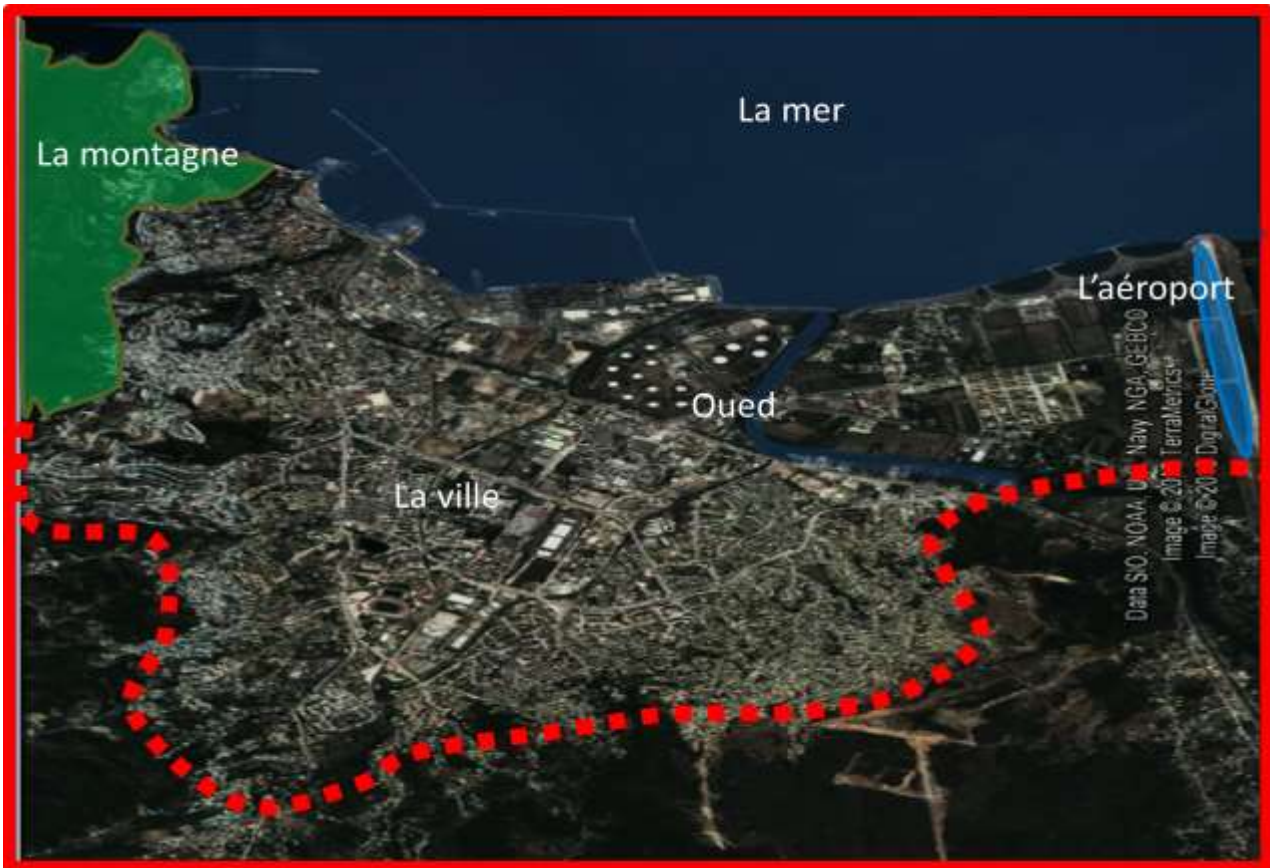 La mer
La montagne
L'aéroport
Oued
La ville
Data SIO, NOAA, U.S. Navy, NGA, GEBCO
Image © TerraMetrics
Image © DigitalGlobe